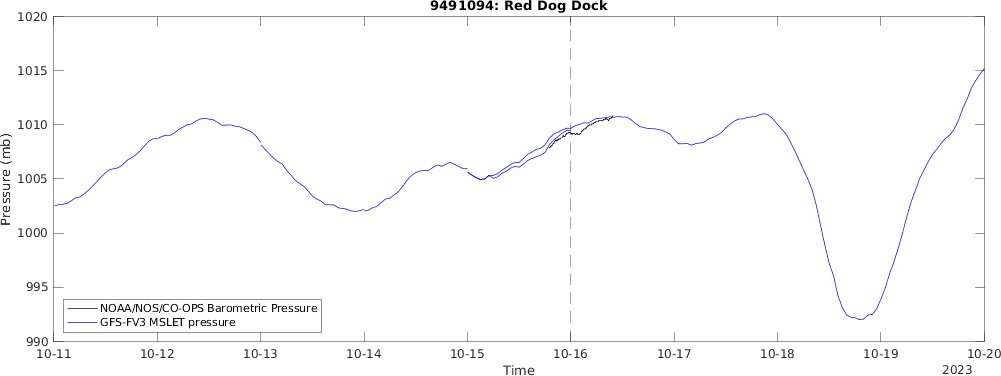 9491094: Red Dog Dock
1020
1015
1010
1005
1000
995
990
Pressure (mb)
NOAA/NOS/CO-OPS Barometric Pressure
GFS-FV3 MSLET pressure
10-11 10-12 10-13 10-14 10-15 10-16 10-17 10-18 10-19 10-20
Time
2023